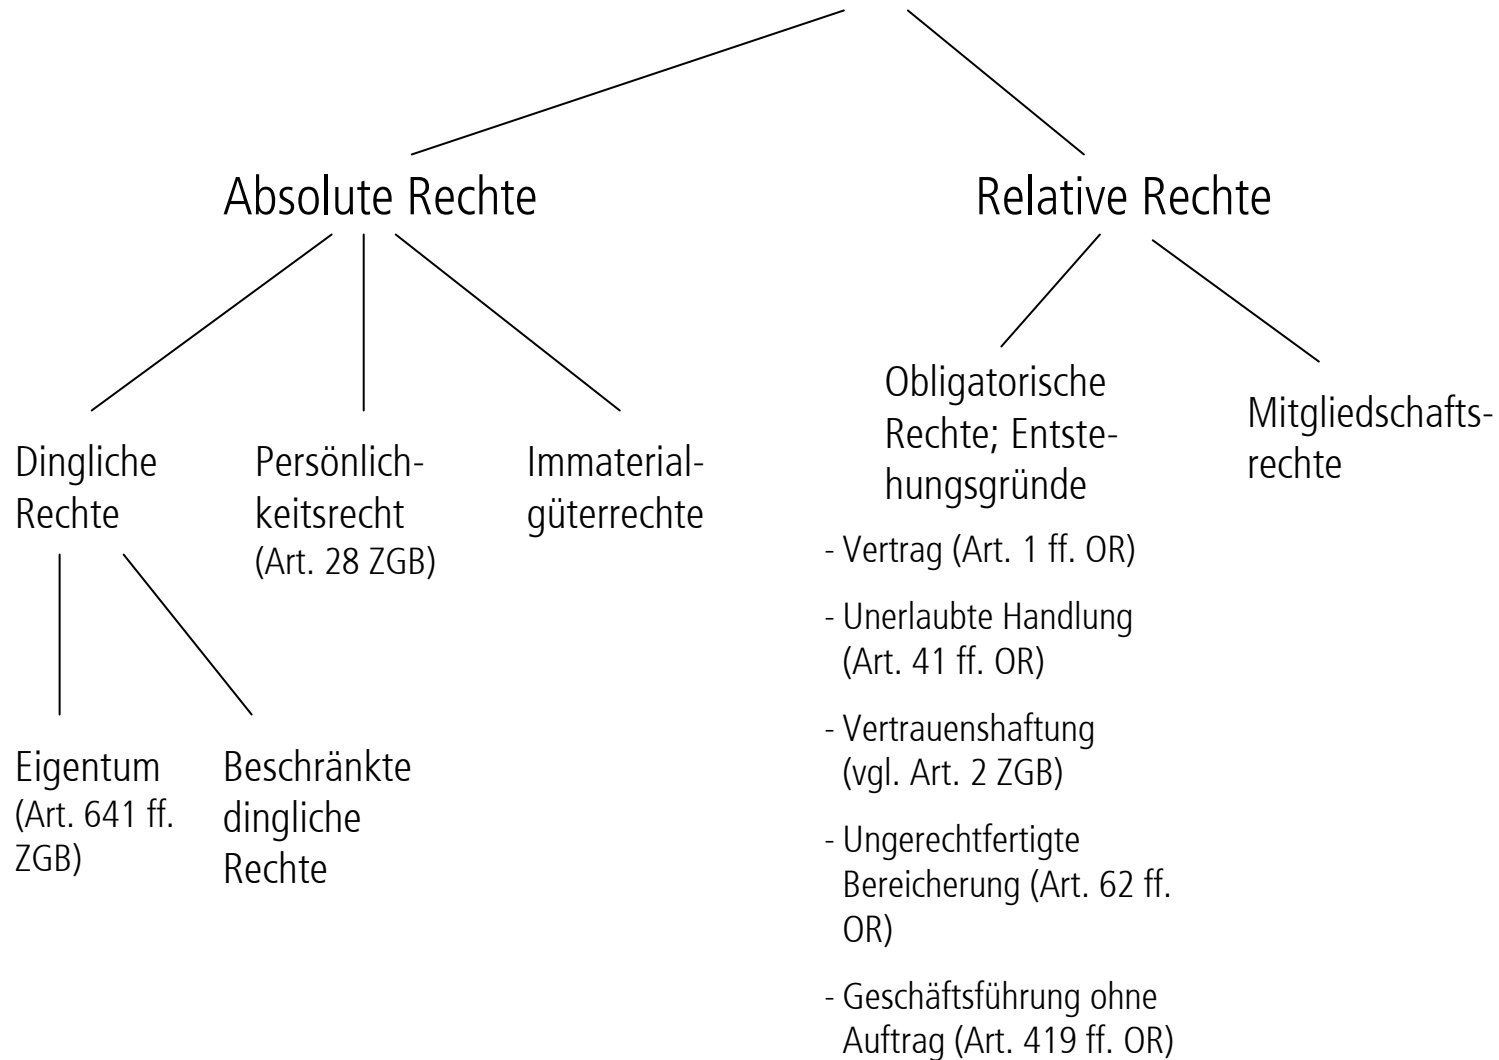 Absolute Rechte
Relative Rechte
Dingliche
Rechte
Persönlich-
keitsrecht
(Art. 28 ZGB)
Immaterial-
güterrechte
Obligatorische
Rechte; Entste-
hungsgründe
Mitgliedschafts-
rechte
Eigentum
(Art. 641 ff.
ZGB)
Beschränkte
dingliche
Rechte
- Vertrag (Art. 1 ff. OR)
- Unerlaubte Handlung
(Art. 41 ff. OR)
- Vertrauenshaftung
(vgl. Art. 2 ZGB)
- Ungerechtfertigte
Bereicherung (Art. 62 ff.
OR)
- Geschäftsführung ohne
Auftrag (Art. 419 ff. OR)